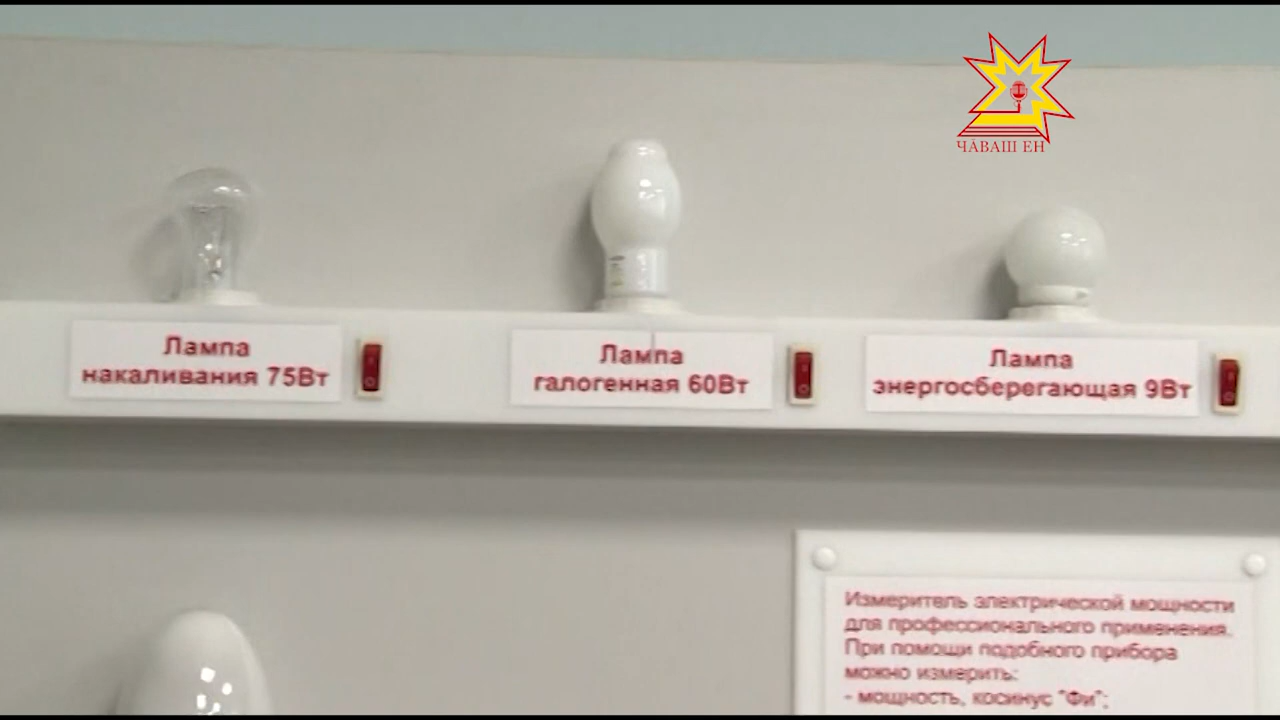 ЧӐВАШ ЕН
Лампа
накаливания 75Вт
Лампа
галогенная 60Вт
Лампа
энергосберегающая 9Вт
Измеритель электрической мощности
для профессионального применения.
При помощи подобного прибора
можно измерить:
- мощность, косинус "Фи";